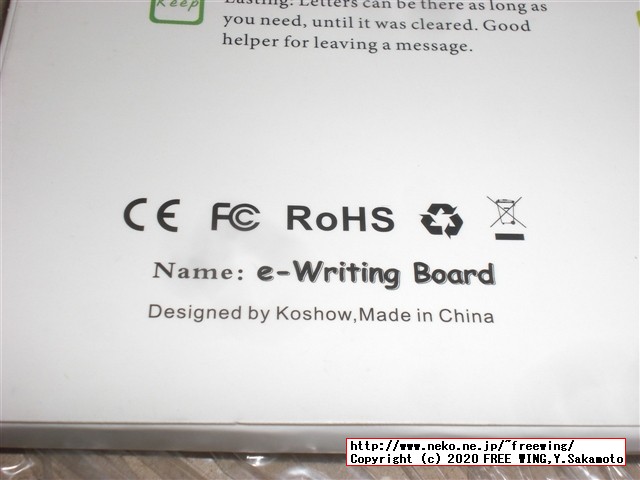 Keep
Lasting: Letters can be there as long as
you need, until it was cleared. Good
helper for leaving a message.
CE FCC RoHS
Name: e-Writing Board
Designed by Koshow,Made in China
http://www.neko.ne.jp/~freewing/
Copyright (c) 2020 FREE WING,Y.Sakamoto